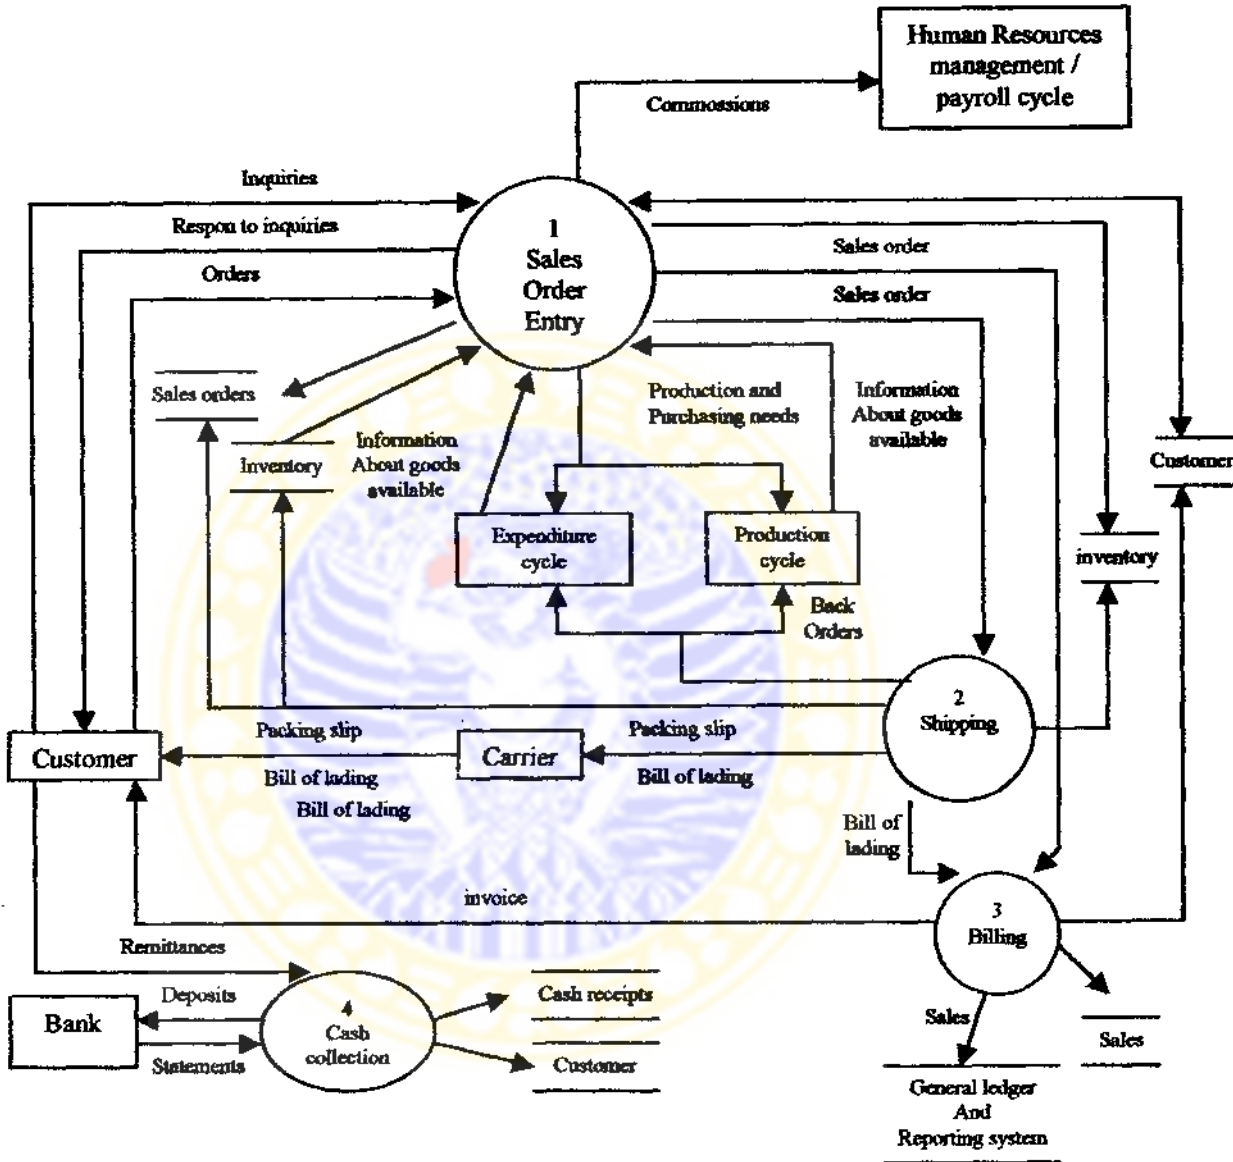 Human Resources
management /
payroll cycle
Commossions
Inquiries
Respon to inquiries
Orders
1
Sales
Order
Entry
Sales order
Sales order
Sales orders
Inventory
Information
About goods
available
Production and
Purchasing needs
Information
About goods
available
Customer
inventory
Expenditure
cycle
Production
cycle
Back
Orders
2
Shipping
Packing slip
Packing slip
Customer
Carrier
Bill of lading
Bill of lading
Bill of lading
Bill of
lading
invoice
3
Billing
Remittances
Deposits
Bank
Statements
4
Cash
collection
Cash receipts
Customer
Sales
Sales
General ledger
And
Reporting system